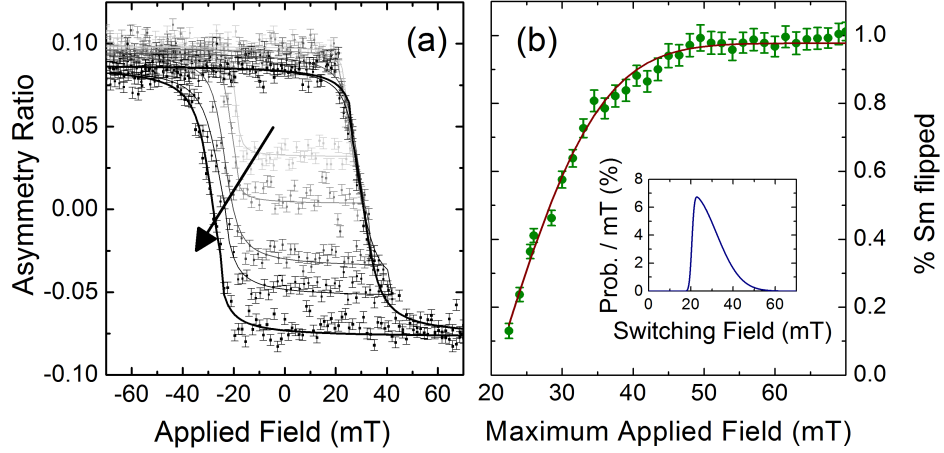 (a)
Asymmetry Ratio
0.10
0.05
0.00
-0.05
-0.10
-60 -40 -20 0 20 40 60
Applied Field (mT)
(b)
1.0
0.8
0.6
0.4
0.2
0.0
% Sm flipped
20 30 40 50 60 70
Maximum Applied Field (mT)
Prob. / mT (%)
8
6
4
2
0
0 20 40 60
Switching Field (mT)